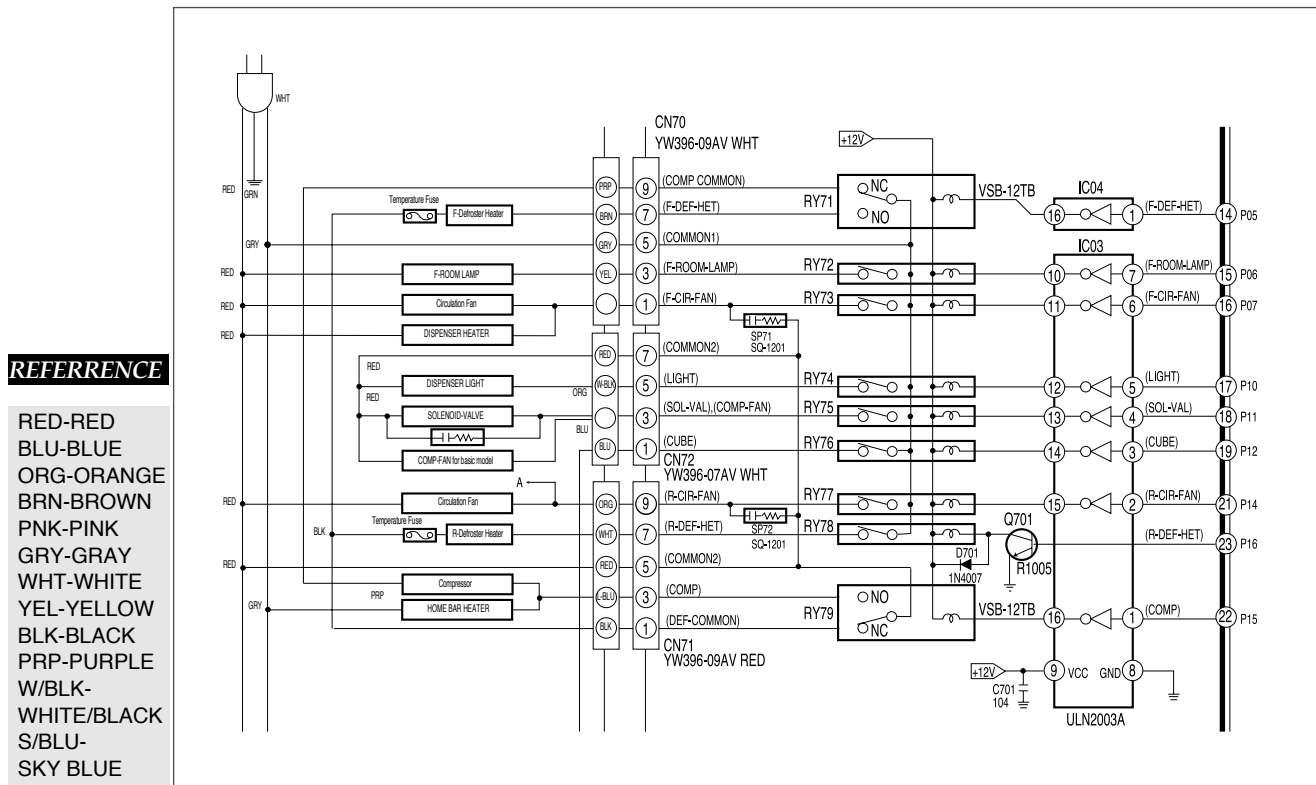 REFERRENCE
RED-RED
BLU-BLUE
ORG-ORANGE
BRN-BROWN
PNK-PINK
GRY-GRAY
WHT-WHITE
YEL-YELLOW
BLK-BLACK
PRP-PURPLE
W/BLK-
WHITE/BLACK
S/BLU-
SKY BLUE
WHT
CN70
YW396-09AV WHT
+12V
RED
GRN
PRP
9
(COMP COMMON)
RY71
NC
NO
VSB-12TB
IC04
16
1
(F-DEF-HET)
14
P05
Temperature Fuse
F-Defroster Heater
BRN
7
(F-DEF-HET)
GRY
GRY
5
(COMMON1)
IC03
RED
F-ROOM LAMP
YEL
3
(F-ROOM-LAMP)
RY72
10
7
(F-ROOM-LAMP)
15
P06
RED
Circulation Fan
1
(F-CIR-FAN)
RY73
11
6
(F-CIR-FAN)
16
P07
RED
DISPENSER HEATER
SP71
SQ-1201
RED
RED
7
(COMMON2)
DISPENSER LIGHT
ORG
W-BLK
5
(LIGHT)
RY74
12
5
(LIGHT)
17
P10
RED
SOLENOID-VALVE
3
(SOL-VAL),(COMP-FAN)
RY75
13
4
(SOL-VAL)
18
P11
BLU
COMP-FAN for basic model
BLU
1
(CUBE)
RY76
14
3
(CUBE)
19
P12
CN72
YW396-07AV WHT
A
RED
Circulation Fan
ORG
9
(R-CIR-FAN)
RY77
15
2
(R-CIR-FAN)
21
P14
BLK
Temperature Fuse
R-Defroster Heater
WHT
7
(R-DEF-HET)
SP72
SQ-1201
RY78
Q701
R1005
(R-DEF-HET)
23
P16
D701
1N4007
RED
RED
5
(COMMON2)
Compressor
PRP
GRY
HOME BAR HEATER
L-BLU
3
(COMP)
RY79
NO
NC
VSB-12TB
16
1
(COMP)
22
P15
BLK
1
(DEF-COMMON)
CN71
YW396-09AV RED
+12V
9
VCC
GND
8
C701
104
ULN2003A